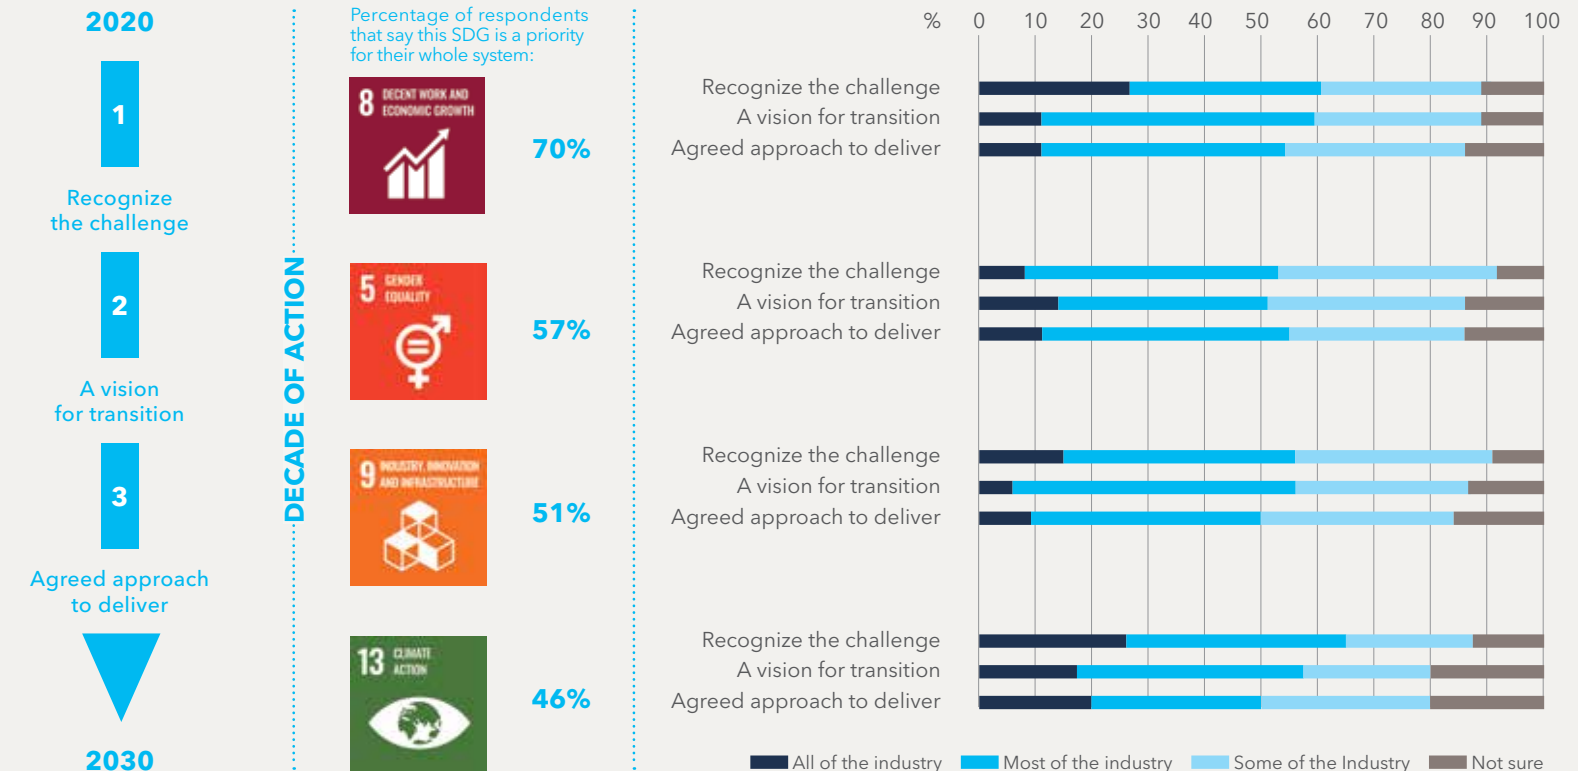 2020
1
Recognize
the challenge
2
A vision
for transition
3
Agreed approach
to deliver
2030
DECADE OF ACTION
Percentage of respondents
that say this SDG is a priority
for their whole system:
8 DECENT WORK AND
ECONOMIC GROWTH
70%
5 GENDER
EQUALITY
57%
9 INDUSTRY, INNOVATION
AND INFRASTRUCTURE
51%
13 CLIMATE
ACTION
46%
% 0 10 20 30 40 50 60 70 80 90 100
Recognize the challenge
A vision for transition
Agreed approach to deliver
Recognize the challenge
A vision for transition
Agreed approach to deliver
Recognize the challenge
A vision for transition
Agreed approach to deliver
Recognize the challenge
A vision for transition
Agreed approach to deliver
All of the industry Most of the industry Some of the Industry Not sure